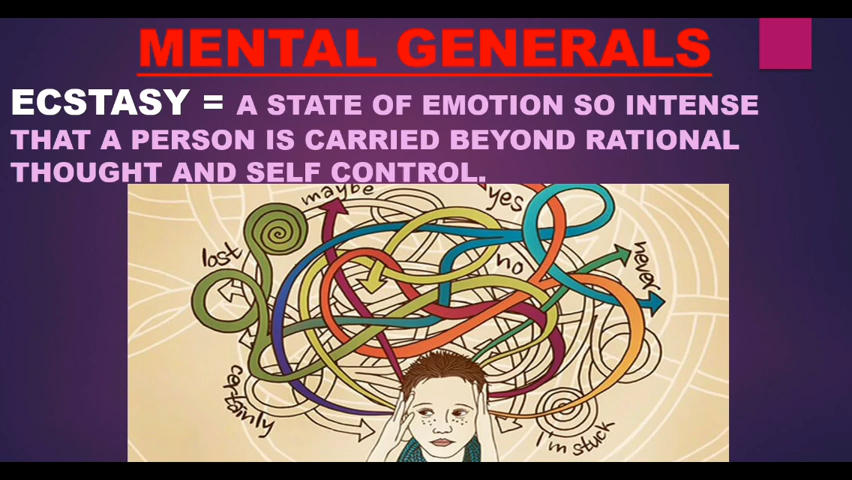 MENTAL GENERALS
ECSTASY = A STATE OF EMOTION SO INTENSE
THAT A PERSON IS CARRIED BEYOND RATIONAL
THOUGHT AND SELF CONTROL.
maybe
yes
lost
no
never
certainly
I'm stuck